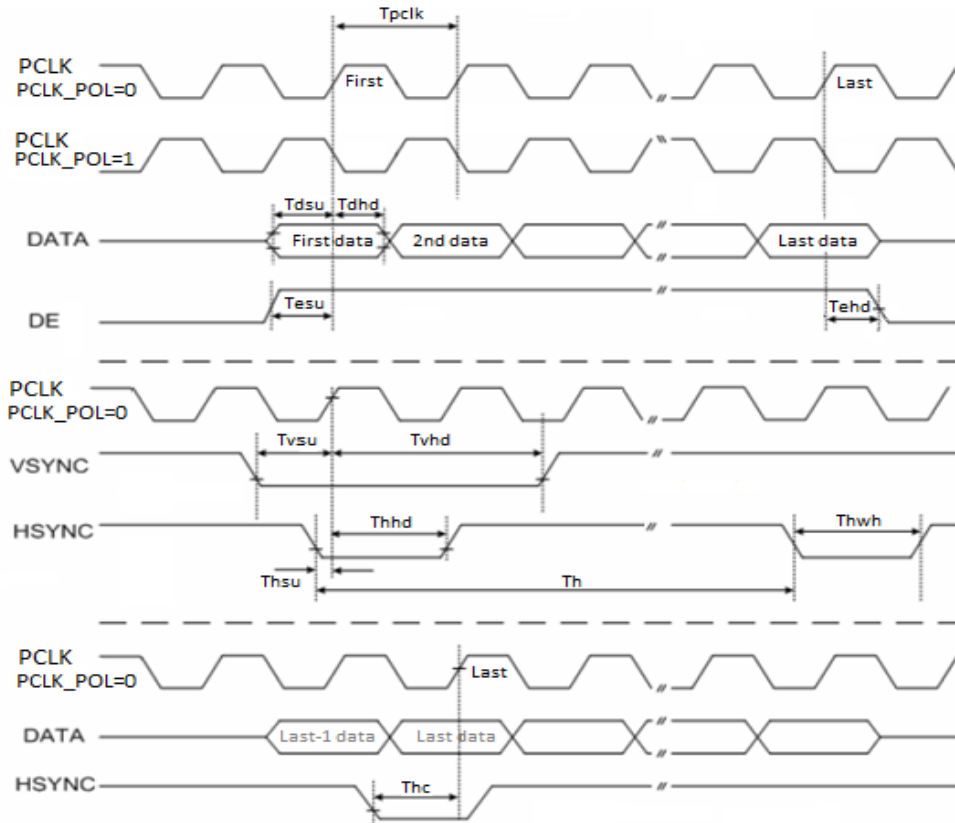 Tpclk
PCLK
PCLK_POL=0
First
Last
PCLK
PCLK_POL=1
Tdsu
Tdhd
DATA
First data
2nd data
Last data
DE
Tesu
Tehd
PCLK
PCLK_POL=0
VSYNC
Tvsu
Tvhd
HSYNC
Thhd
Thwh
Thsu
Th
PCLK
PCLK_POL=0
Last
DATA
Last-1 data
Last data
HSYNC
Thc